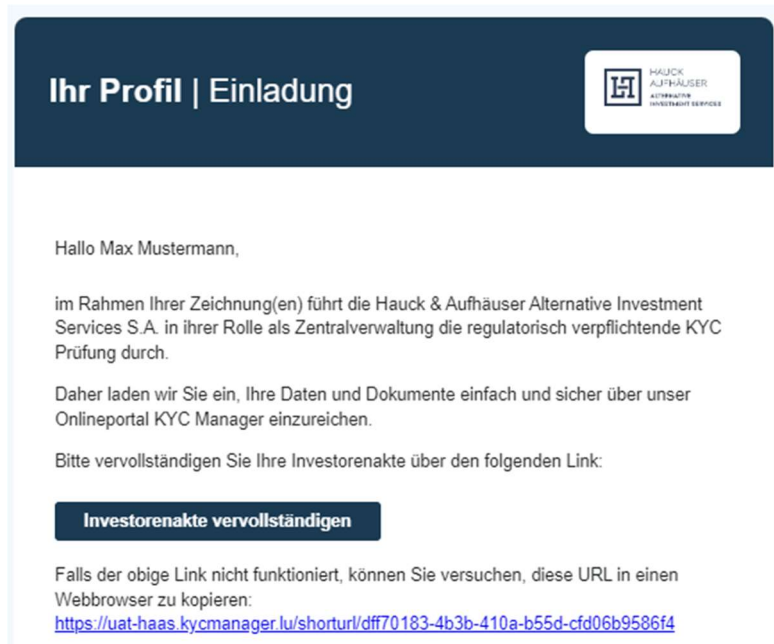 Ihr Profil | Einladung
HAUCK
AUFHÄUSER
ALTERNATIVE
INVESTMENT SERVICES
Hallo Max Mustermann,
im Rahmen Ihrer Zeichnung(en) führt die Hauck & Aufhäuser Alternative Investment
Services S.A. in ihrer Rolle als Zentralverwaltung die regulatorisch verpflichtende KYC
Prüfung durch.
Daher laden wir Sie ein, Ihre Daten und Dokumente einfach und sicher über unser
Onlineportal KYC Manager einzureichen.
Bitte vervollständigen Sie Ihre Investorenakte über den folgenden Link:
Investorenakte vervollständigen
Falls der obige Link nicht funktioniert, können Sie versuchen, diese URL in einen
Webbrowser zu kopieren:
https://uat-haas.kycmanager.lu/shorturl/dff70183-4b3b-410a-b55d-cfd06b9586f4